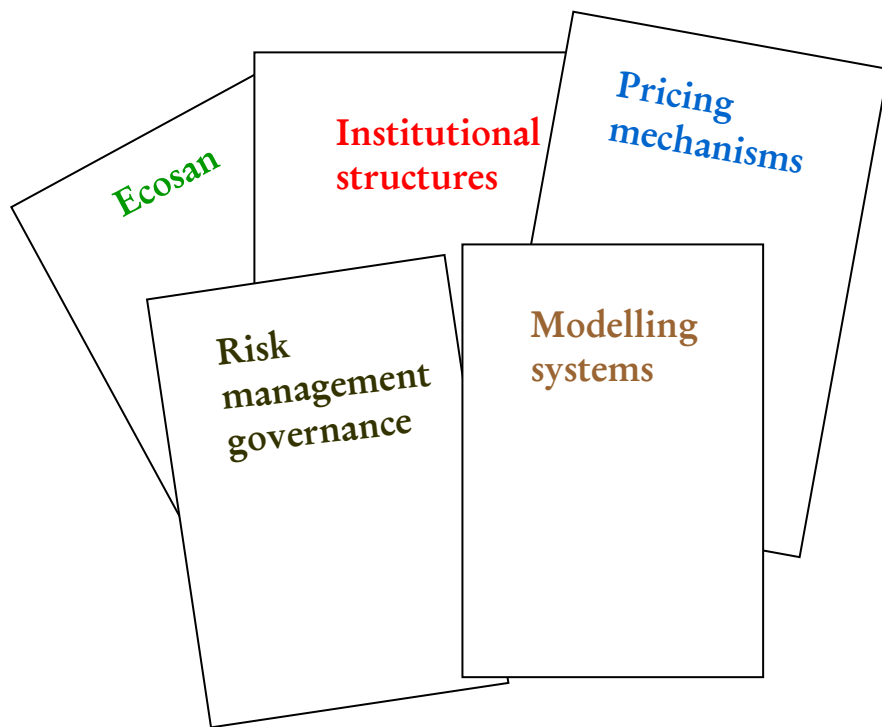 Ecosan
Institutional
structures
Pricing
mechanisms
Risk
management
governance
Modelling
systems